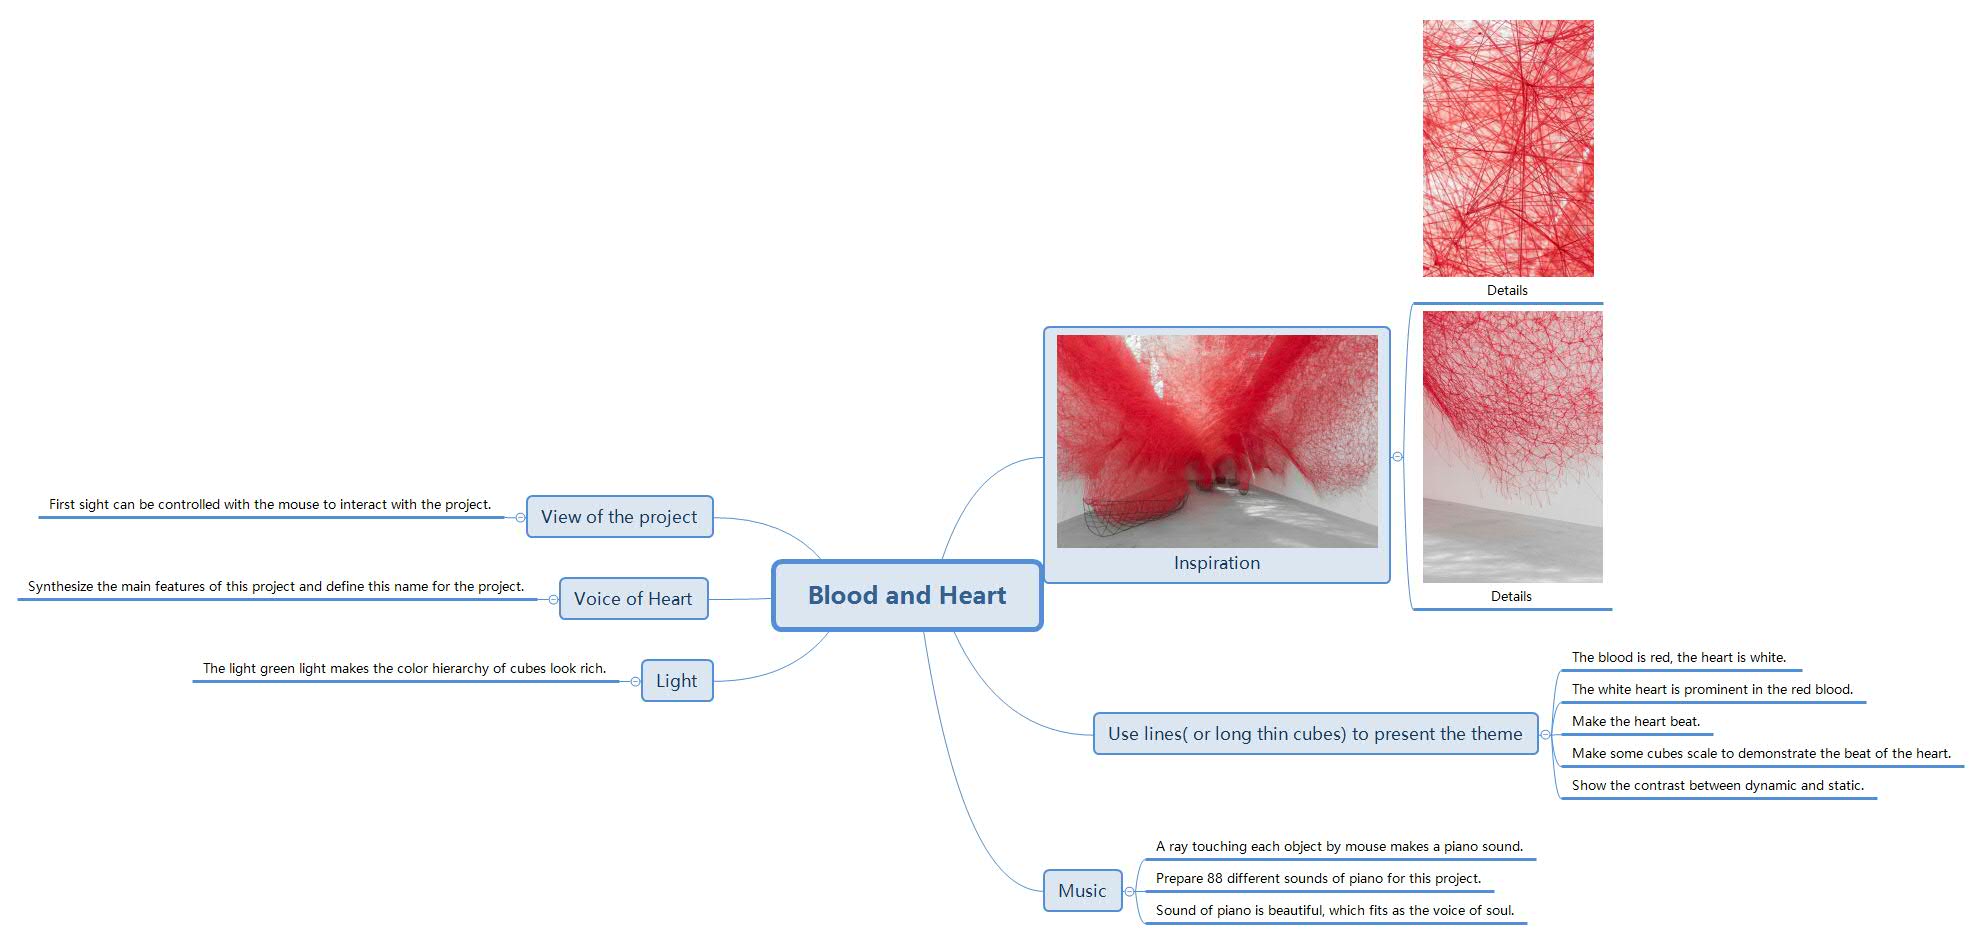 Details
Inspiration
Details
First sight can be controlled with the mouse to interact with the project.
View of the project
Synthesize the main features of this project and define this name for the project.
Voice of Heart
Blood and Heart
The light green light makes the color hierarchy of cubes look rich.
Light
Use lines( or long thin cubes) to present the theme
The blood is red, the heart is white.
The white heart is prominent in the red blood.
Make the heart beat.
Make some cubes scale to demonstrate the beat of the heart.
Show the contrast between dynamic and static.
Music
A ray touching each object by mouse makes a piano sound.
Prepare 88 different sounds of piano for this project.
Sound of piano is beautiful, which fits as the voice of soul.